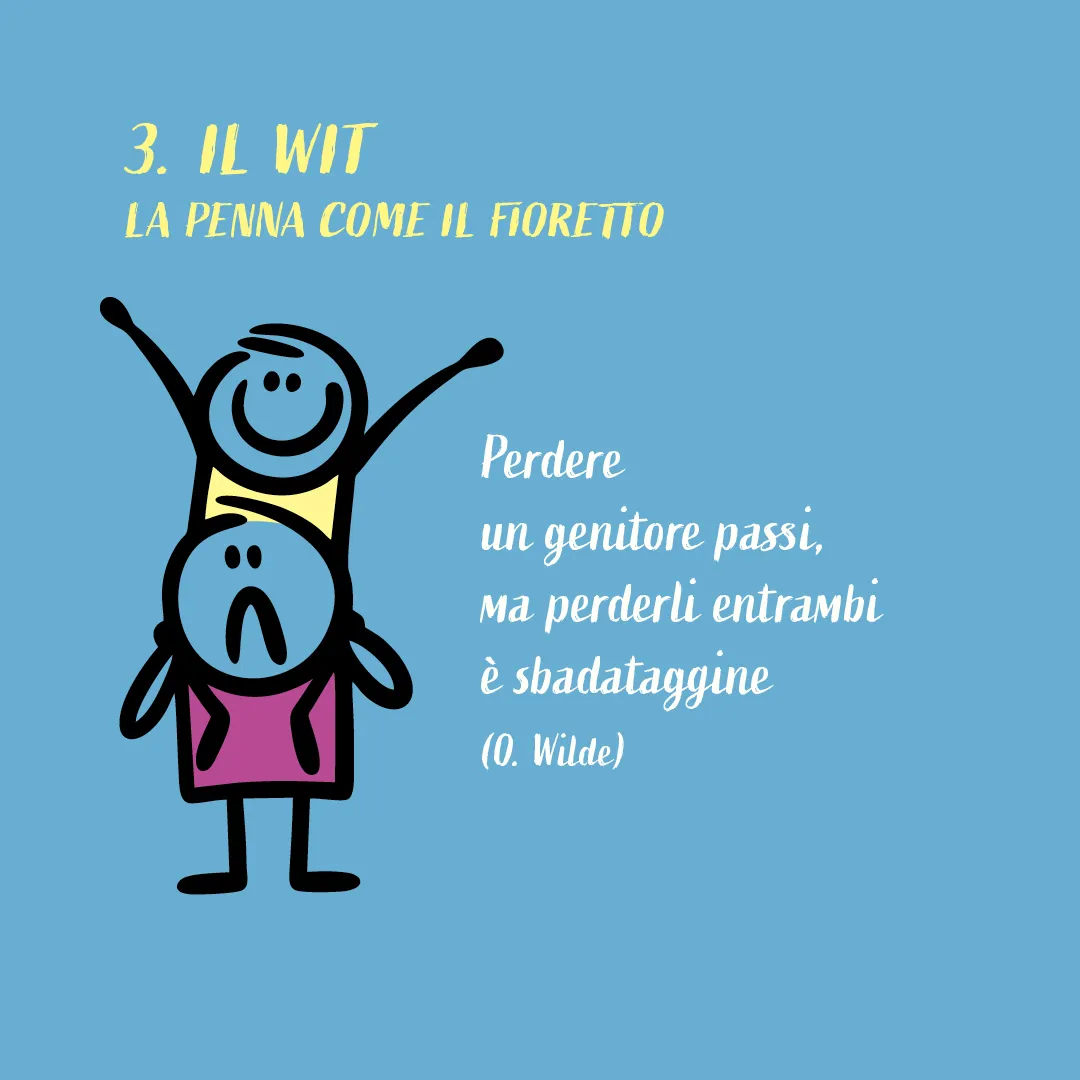 3. IL WIT
LA PENNA COME IL FIORETTO
Perdere
un genitore passi,
ma perderli entrambi
è sbadataggine
(O. Wilde)